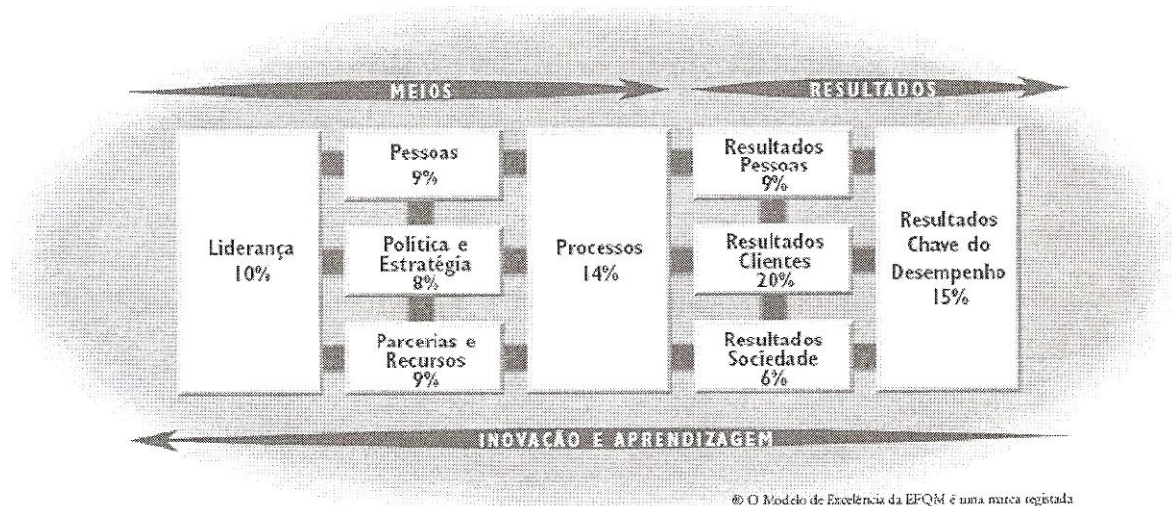 MEIOS
RESULTADOS
Liderança
10%
Pessoas
9%
Política e
Estratégia
8%
Parcerias e
Recursos
9%
Processos
14%
Resultados
Pessoas
9%
Resultados
Clientes
20%
Resultados
Sociedade
6%
Resultados
Chave do
Desempenho
15%
INOVAÇÃO E APRENDIZAGEM
® O Modelo de Excelência da EFQM é uma marca registada